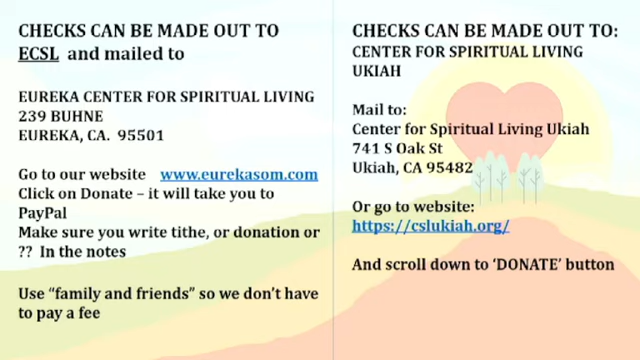 CHECKS CAN BE MADE OUT TO
ECSL and mailed to
EUREKA CENTER FOR SPIRITUAL LIVING
239 BUHNE
EUREKA, CA. 95501
Go to our website www.eurekasom.com
Click on Donate – it will take you to
PayPal
Make sure you write tithe, or donation or
?? In the notes
Use “family and friends” so we don’t have
to pay a fee
CHECKS CAN BE MADE OUT TO:
CENTER FOR SPIRITUAL LIVING
UKIAH
Mail to:
Center for Spiritual Living Ukiah
741 S Oak St
Ukiah, CA 95482
Or go to website:
https://cslukiah.org/
And scroll down to ‘DONATE’ button